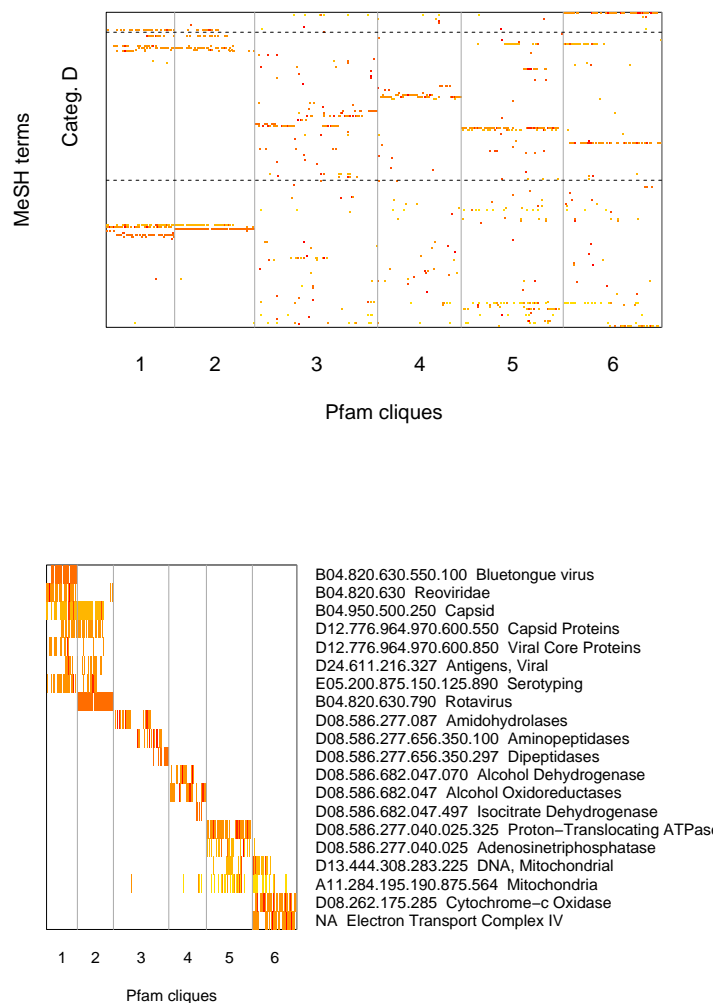 MeSH terms
Categ. D
1 2 3 4 5 6
Pfam cliques
B04.820.630.550.100 Bluetongue virus
B04.820.630 Reoviridae
B04.950.500.250 Capsid
D12.776.964.970.600.550 Capsid Proteins
D12.776.964.970.600.850 Viral Core Proteins
D24.611.216.327 Antigens, Viral
E05.200.875.150.125.890 Serotyping
B04.820.630.790 Rotavirus
D08.586.277.087 Amidohydrolases
D08.586.277.656.350.100 Aminopeptidases
D08.586.277.656.350.297 Dipeptidases
D08.586.682.047.070 Alcohol Dehydrogenase
D08.586.682.047 Alcohol Oxidoreductases
D08.586.682.047.497 Isocitrate Dehydrogenase
D08.586.277.040.025.325 Proton−Translocating ATPase
D08.586.277.040.025 Adenosinetriphosphatase
D13.444.308.283.225 DNA, Mitochondrial
A11.284.195.190.875.564 Mitochondria
D08.262.175.285 Cytochrome−c Oxidase
NA Electron Transport Complex IV
1 2 3 4 5 6
Pfam cliques